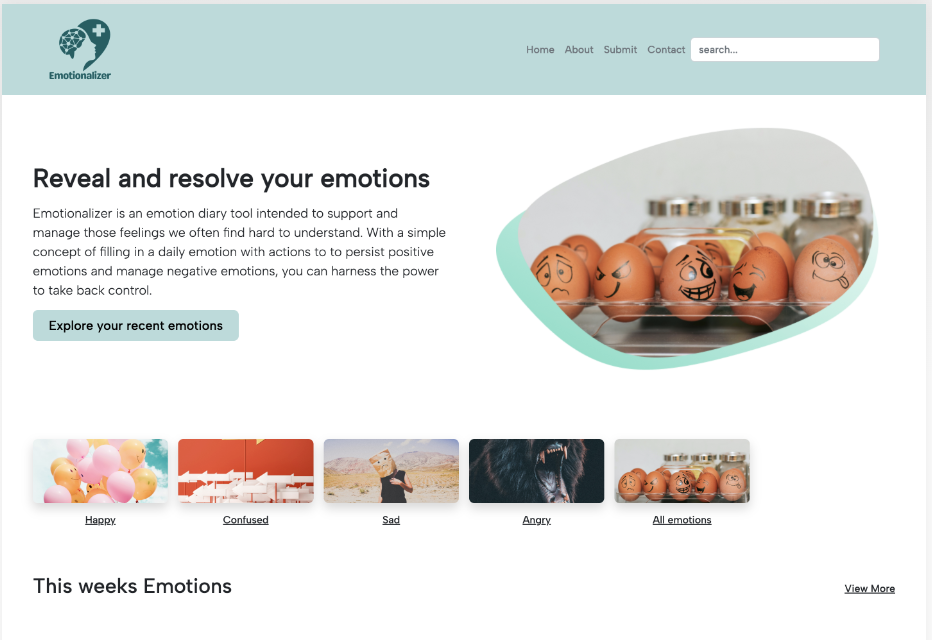 Emotionalizer
Home About Submit Contact search...
Reveal and resolve your emotions
Emotionalizer is an emotion diary tool intended to support and
manage those feelings we often find hard to understand. With a simple
concept of filling in a daily emotion with actions to to persist positive
emotions and manage negative emotions, you can harness the power
to take back control.
Explore your recent emotions
Happy Confused Sad Angry All emotions
This weeks Emotions View More